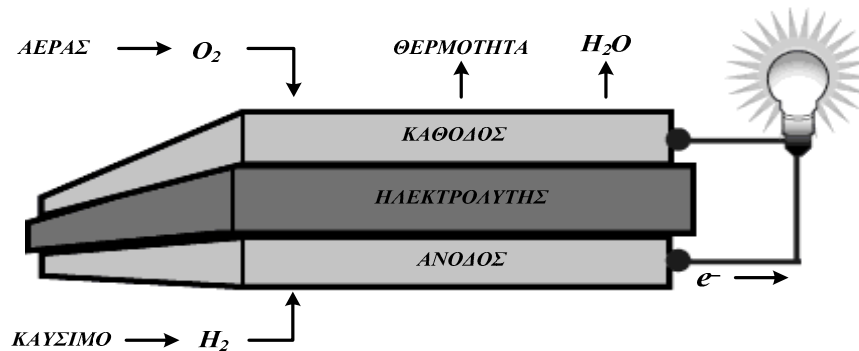 ΑΕΡΑΣ O₂ ΘΕΡΜΟΤΗΤΑ H₂O
ΚΑΘΟΔΟΣ
ΗΛΕΚΤΡΟΛΥΤΗΣ
ΑΝΟΔΟΣ
e⁻
ΚΑΥΣΙΜΟ H₂